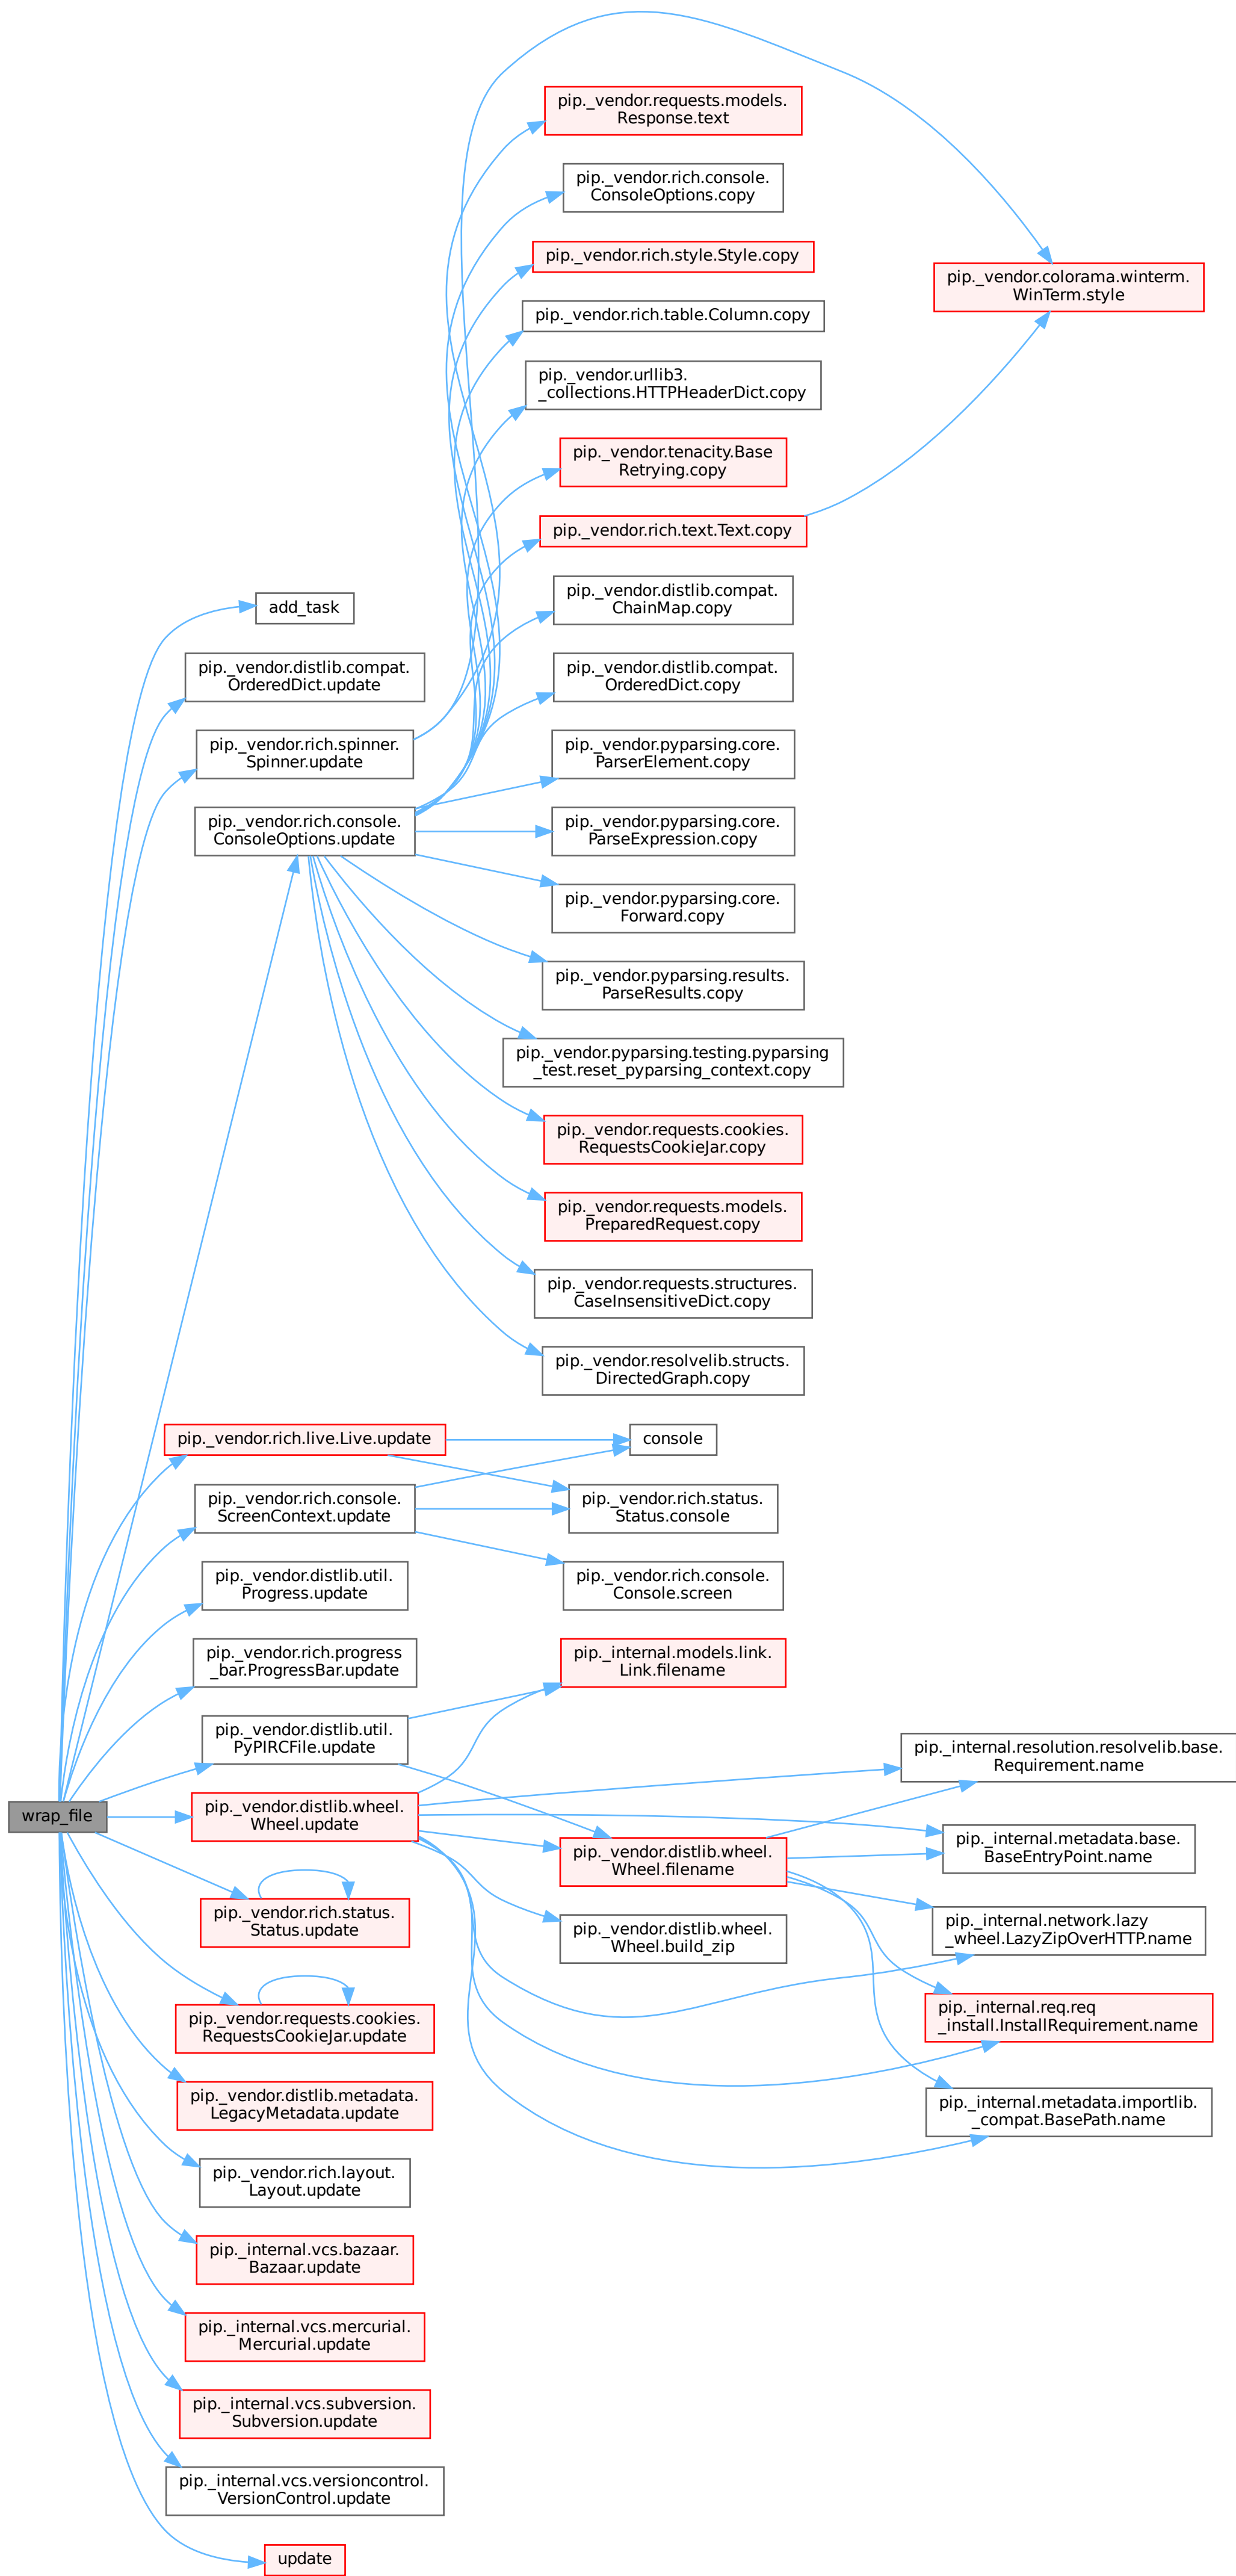 wrap_file
add_task
pip._vendor.distlib.compat.
OrderedDict.update
pip._vendor.rich.spinner.
Spinner.update
pip._vendor.rich.console.
ConsoleOptions.update
pip._vendor.rich.live.Live.update
pip._vendor.rich.console.
ScreenContext.update
pip._vendor.distlib.util.
Progress.update
pip._vendor.rich.progress
_bar.ProgressBar.update
pip._vendor.distlib.util.
PyPIRCFile.update
pip._vendor.distlib.wheel.
Wheel.update
pip._vendor.rich.status.
Status.update
pip._vendor.requests.cookies.
RequestsCookieJar.update
pip._vendor.distlib.metadata.
LegacyMetadata.update
pip._vendor.rich.layout.
Layout.update
pip._internal.vcs.bazaar.
Bazaar.update
pip._internal.vcs.mercurial.
Mercurial.update
pip._internal.vcs.subversion.
Subversion.update
pip._internal.vcs.versioncontrol.
VersionControl.update
update
pip._vendor.requests.models.
Response.text
pip._vendor.rich.console.
ConsoleOptions.copy
pip._vendor.rich.style.Style.copy
pip._vendor.rich.table.Column.copy
pip._vendor.urllib3.
_collections.HTTPHeaderDict.copy
pip._vendor.tenacity.Base
Retrying.copy
pip._vendor.rich.text.Text.copy
pip._vendor.distlib.compat.
ChainMap.copy
pip._vendor.distlib.compat.
OrderedDict.copy
pip._vendor.pyparsing.core.
ParserElement.copy
pip._vendor.pyparsing.core.
ParseExpression.copy
pip._vendor.pyparsing.core.
Forward.copy
pip._vendor.pyparsing.results.
ParseResults.copy
pip._vendor.pyparsing.testing.pyparsing
_test.reset_pyparsing_context.copy
pip._vendor.requests.cookies.
RequestsCookieJar.copy
pip._vendor.requests.models.
PreparedRequest.copy
pip._vendor.requests.structures.
CaseInsensitiveDict.copy
pip._vendor.resolvelib.structs.
DirectedGraph.copy
console
pip._vendor.rich.status.
Status.console
pip._vendor.rich.console.
Console.screen
pip._internal.models.link.
Link.filename
pip._vendor.distlib.wheel.
Wheel.filename
pip._vendor.distlib.wheel.
Wheel.build_zip
pip._vendor.colorama.winterm.
WinTerm.style
pip._internal.resolution.resolvelib.base.
Requirement.name
pip._internal.metadata.base.
BaseEntryPoint.name
pip._internal.network.lazy
_wheel.LazyZipOverHTTP.name
pip._internal.req.req
_install.InstallRequirement.name
pip._internal.metadata.importlib.
_compat.BasePath.name